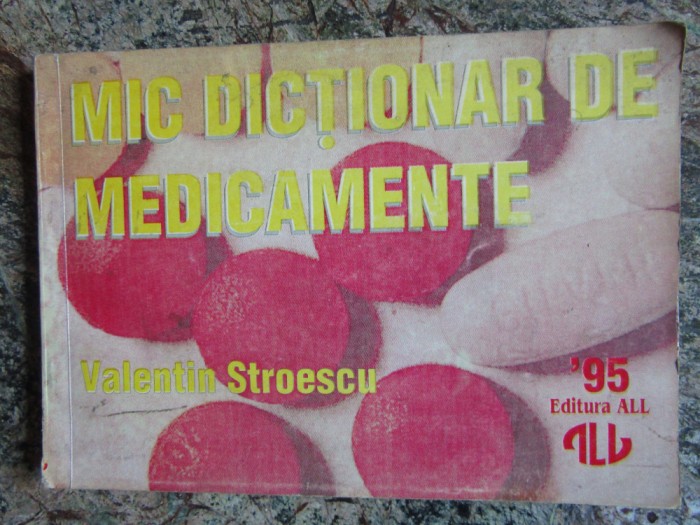 MIC DICȚIONAR DE
MEDICAMENTE
Valentin Stroescu
'95
Editura ALL
ALL